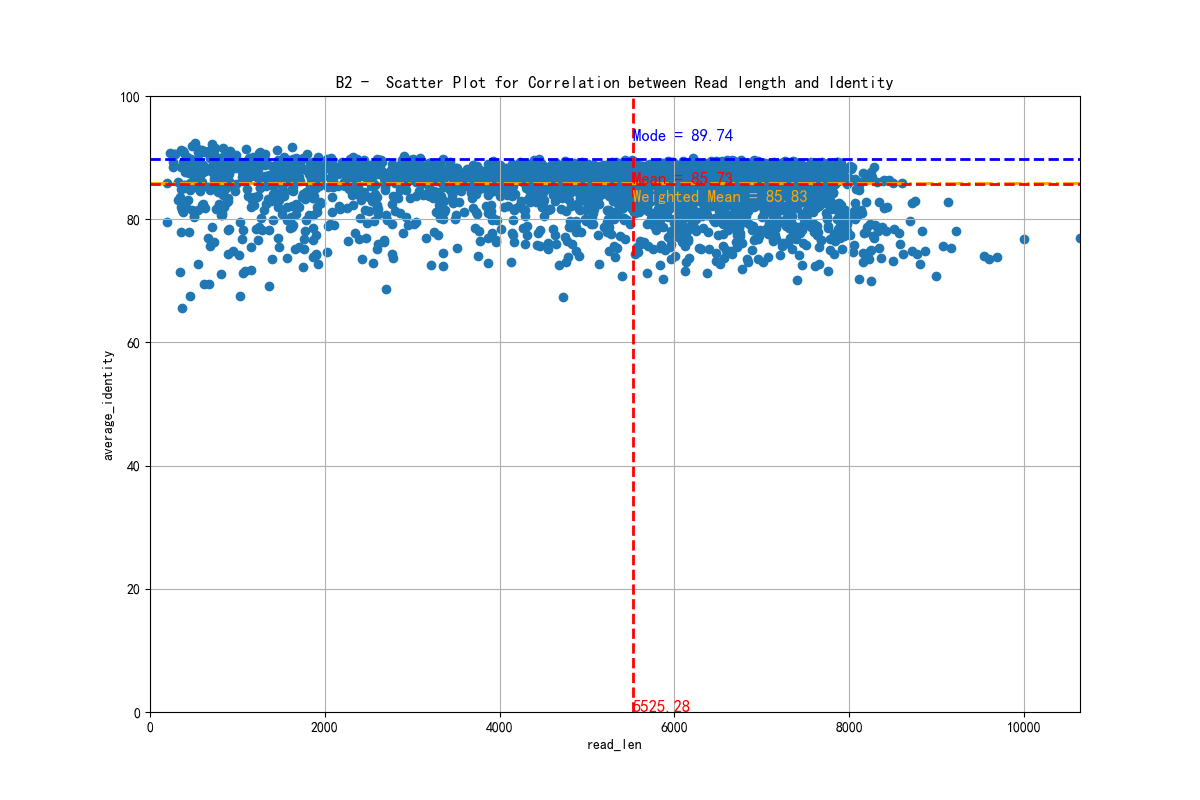 B2 -  Scatter Plot for Correlation between Read length and Identity
100
80
60
40
20
0
average_identity
Mode = 89.74
Mean = 85.73
Weighted Mean = 85.83
5525.28
0
2000
4000
6000
8000
10000
read_len